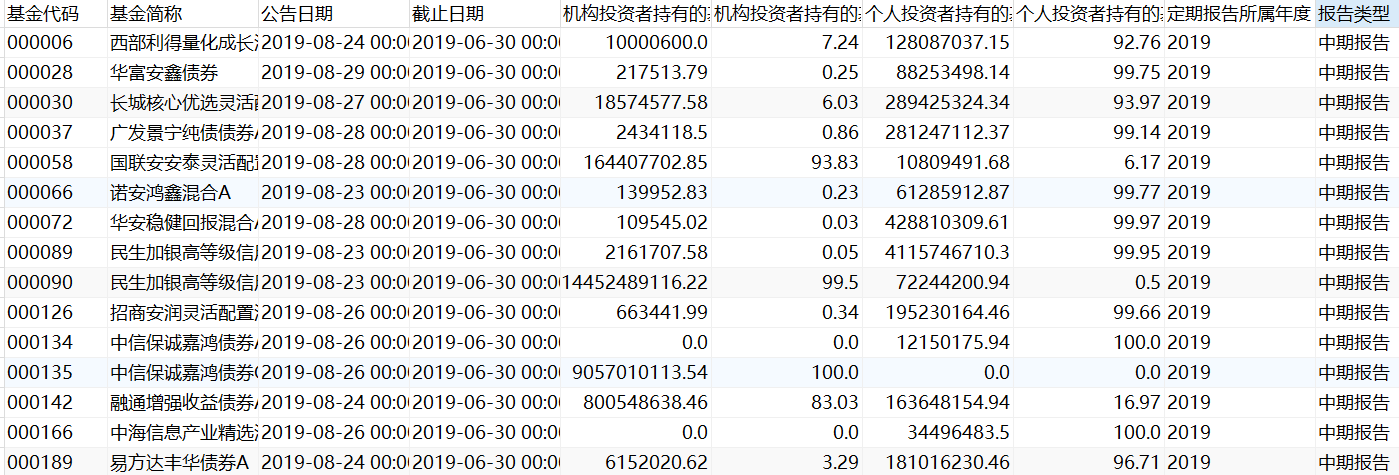 基金代码 基金简称 公告日期 截止日期 机构投资者持有的 机构投资者持有的 个人投资者持有的 个人投资者持有的 定期报告所属年度 报告类型
000006 西部利得量化成长 2019-08-24 00:0 2019-06-30 00:0 10000600.0 7.24 128087037.15 92.76 2019 中期报告
000028 华富安鑫债券 2019-08-29 00:0 2019-06-30 00:0 217513.79 0.25 88253498.14 99.75 2019 中期报告
000030 长城核心优选灵活配 2019-08-27 00:0 2019-06-30 00:0 18574577.58 6.03 289425324.34 93.97 2019 中期报告
000037 广发景宁纯债债券A 2019-08-28 00:0 2019-06-30 00:0 2434118.5 0.86 281247112.37 99.14 2019 中期报告
000058 国联安安泰灵活配置 2019-08-28 00:0 2019-06-30 00:0 164407702.85 93.83 10809491.68 6.17 2019 中期报告
000066 诺安鸿鑫混合A 2019-08-23 00:0 2019-06-30 00:0 139952.83 0.23 61285912.87 99.77 2019 中期报告
000072 华安稳健回报混合A 2019-08-28 00:0 2019-06-30 00:0 109545.02 0.03 428810309.61 99.97 2019 中期报告
000089 民生加银高等级信用 2019-08-23 00:0 2019-06-30 00:0 2161707.58 0.05 4115746710.3 99.95 2019 中期报告
000090 民生加银高等级信用 2019-08-23 00:0 2019-06-30 00:0 14452489116.22 99.5 72244200.94 0.5 2019 中期报告
000126 招商安润灵活配置 2019-08-26 00:0 2019-06-30 00:0 663441.99 0.34 195230164.46 99.66 2019 中期报告
000134 中信保诚嘉鸿债券A 2019-08-26 00:0 2019-06-30 00:0 0.0 0.0 12150175.94 100.0 2019 中期报告
000135 中信保诚嘉鸿债券C 2019-08-26 00:0 2019-06-30 00:0 9057010113.54 100.0 0.0 0.0 2019 中期报告
000142 融通增强收益债券A 2019-08-24 00:0 2019-06-30 00:0 800548638.46 83.03 163648154.94 16.97 2019 中期报告
000166 中海信息产业精选 2019-08-26 00:0 2019-06-30 00:0 0.0 0.0 34496483.5 100.0 2019 中期报告
000189 易方达丰华债券A 2019-08-24 00:0 2019-06-30 00:0 6152020.62 3.29 181016230.46 96.71 2019 中期报告